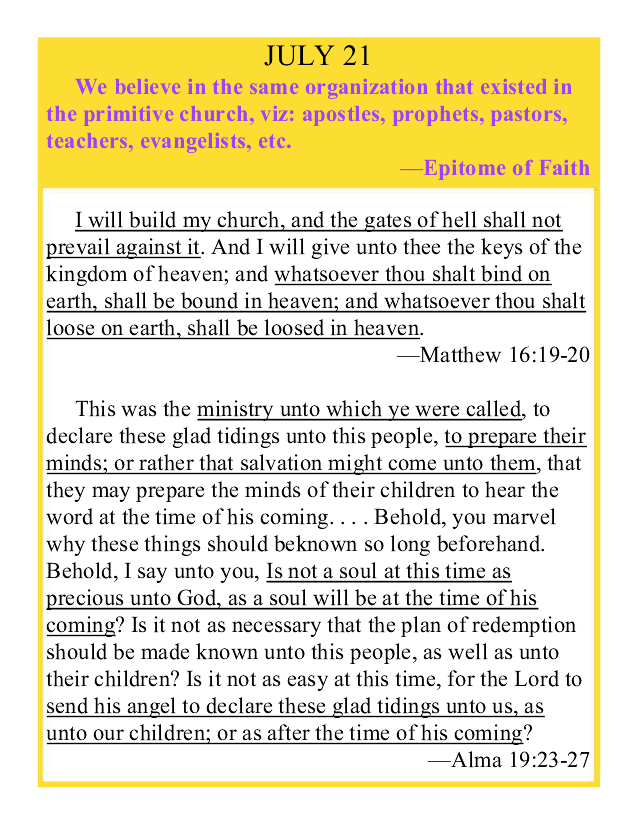 JULY 21
We believe in the same organization that existed in
the primitive church, viz: apostles, prophets, pastors,
teachers, evangelists, etc.
—Epitome of Faith
I will build my church, and the gates of hell shall not
prevail against it. And I will give unto thee the keys of the
kingdom of heaven; and whatsoever thou shalt bind on
earth, shall be bound in heaven; and whatsoever thou shalt
loose on earth, shall be loosed in heaven.
—Matthew 16:19-20
This was the ministry unto which ye were called, to
declare these glad tidings unto this people, to prepare their
minds; or rather that salvation might come unto them, that
they may prepare the minds of their children to hear the
word at the time of his coming. . . . Behold, you marvel
why these things should beknown so long beforehand.
Behold, I say unto you, Is not a soul at this time as
precious unto God, as a soul will be at the time of his
coming? Is it not as necessary that the plan of redemption
should be made known unto this people, as well as unto
their children? Is it not as easy at this time, for the Lord to
send his angel to declare these glad tidings unto us, as
unto our children; or as after the time of his coming?
—Alma 19:23-27